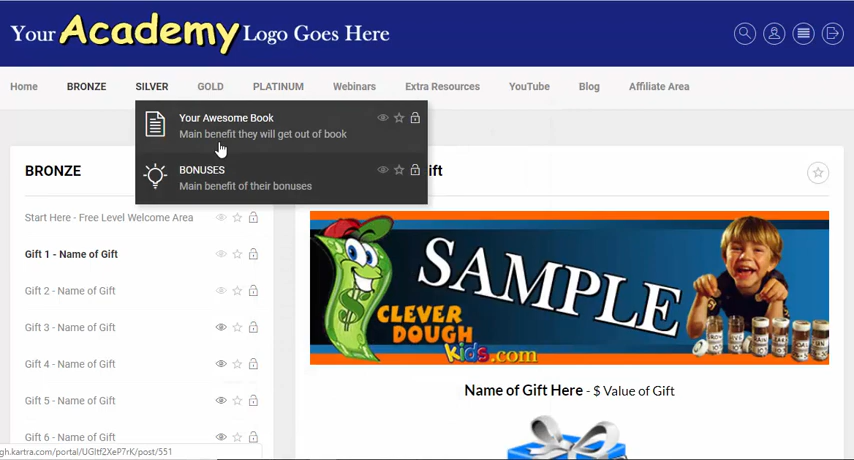 Your Academy Logo Goes Here
Home BRONZE SILVER GOLD PLATINUM Webinars Extra Resources YouTube Blog Affiliate Area
Your Awesome Book
Main benefit they will get out of book
BONUSES
Main benefit of their bonuses
BRONZE
ift
Start Here - Free Level Welcome Area
Gift 1 - Name of Gift
Gift 2 - Name of Gift
Gift 3 - Name of Gift
Gift 4 - Name of Gift
Gift 5 - Name of Gift
Gift 6 - Name of Gift
SAMPLE
CLEVER
DOUGH
kids.com
Name of Gift Here - $ Value of Gift
gh.kartra.com/portal/UGltf2XeP7rK/post/551